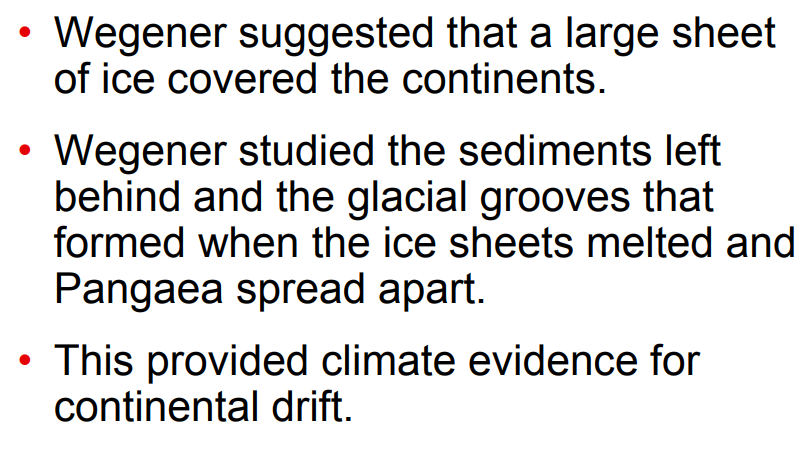 • Wegener suggested that a large sheet
of ice covered the continents.
• Wegener studied the sediments left
behind and the glacial grooves that
formed when the ice sheets melted and
Pangaea spread apart.
• This provided climate evidence for
continental drift.